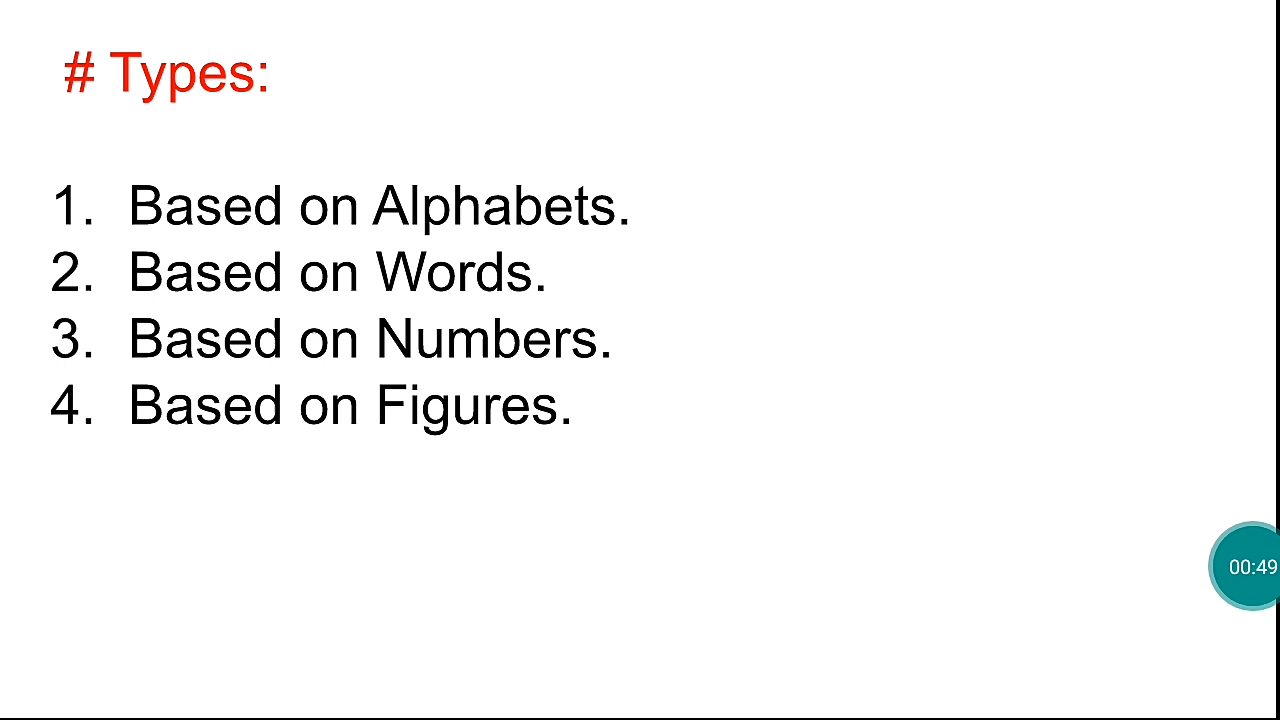 # Types:
1. Based on Alphabets.
2. Based on Words.
3. Based on Numbers.
4. Based on Figures.
00:49